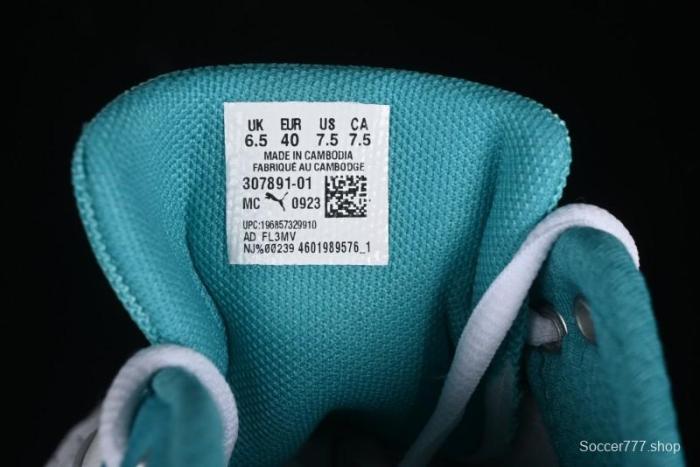 UK EUR US CA
6.5 40 7.5 7.5
MADE IN CAMBODIA
FABRIQUÉ AU CAMBODGE
307891-01
MC 0923
UPC:196857329910
AD FL3MV
NJ%00239 4601989576_1
Soccer777.shop